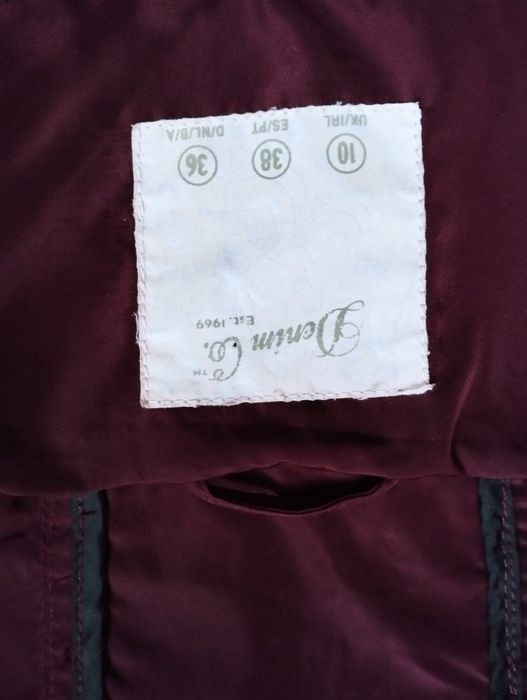 Denim Co.™
Est. 1969
10 38 36
UK/IRL ES/PT D/NL/B/A